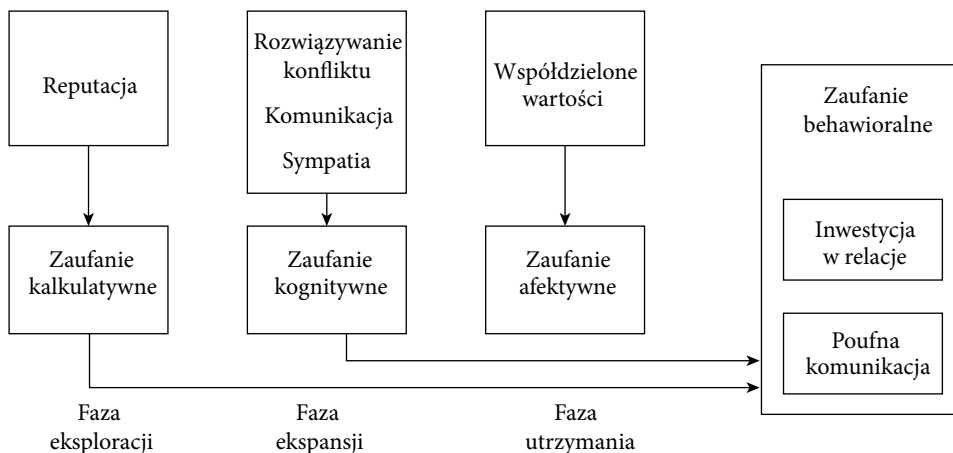 Reputacja
Rozwiązywanie
konfliktu
Komunikacja
Sympatia
Współdzielone
wartości
Zaufanie
behawioralne
Inwestycja
w relacje
Poufna
komunikacja
Zaufanie
kalkulatywne
Zaufanie
kognitywne
Zaufanie
afektywne
Faza
eksploracji
Faza
ekspansji
Faza
utrzymania